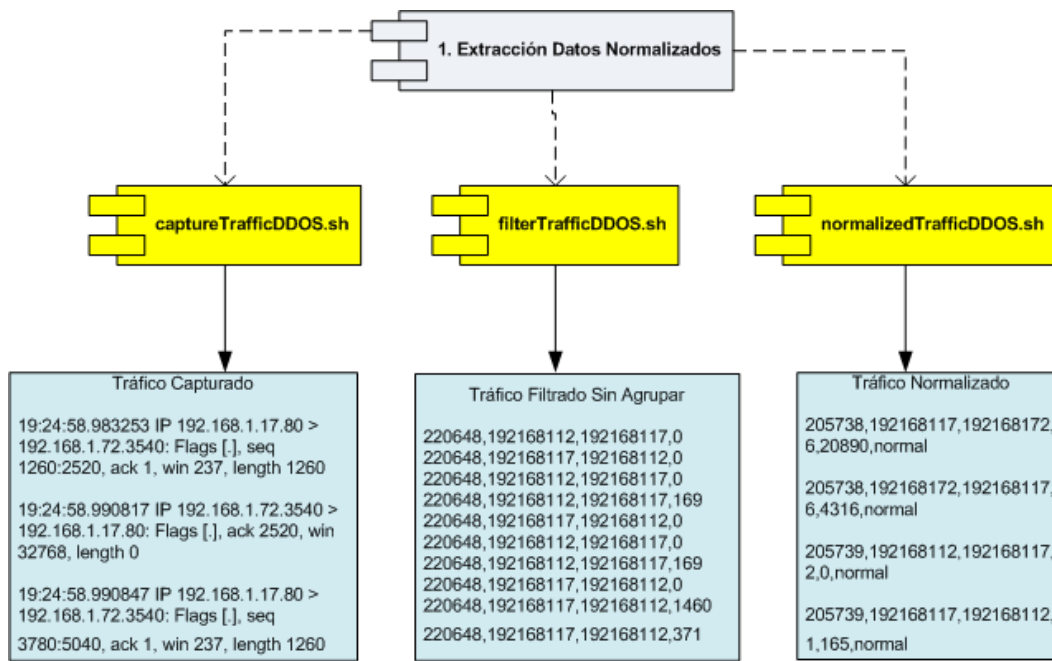 1. Extracción Datos Normalizados
captureTrafficDDOS.sh
filterTrafficDDOS.sh
normalizedTrafficDDOS.sh
Tráfico Capturado
19:24:58.983253 IP 192.168.1.17.80 >
192.168.1.72.3540: Flags [.], seq
1260:2520, ack 1, win 237, length 1260
19:24:58.990817 IP 192.168.1.72.3540 >
192.168.1.17.80: Flags [.], ack 2520, win
32768, length 0
19:24:58.990847 IP 192.168.1.17.80 >
192.168.1.72.3540: Flags [.], seq
3780:5040, ack 1, win 237, length 1260
Tráfico Filtrado Sin Agrupar
220648,192168112,192168117,0
220648,192168117,192168112,0
220648,192168112,192168117,0
220648,192168112,192168117,169
220648,192168117,192168112,0
220648,192168112,192168117,0
220648,192168112,192168117,169
220648,192168117,192168112,0
220648,192168117,192168112,1460
220648,192168117,192168112,371
Tráfico Normalizado
205738,192168117,192168172,
6,20890,normal
205738,192168172,192168117,
6,4316,normal
205739,192168112,192168117,
2,0,normal
205739,192168117,192168112,
1,165,normal